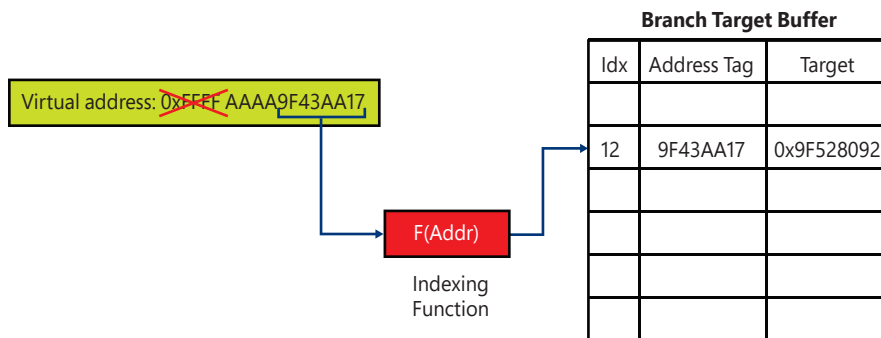 Branch Target Buffer
Idx Address Tag Target
Virtual address: 0xFFFF AAAA9F43AA17
12 9F43AA17 0x9F528092
F(Addr)
Indexing
Function